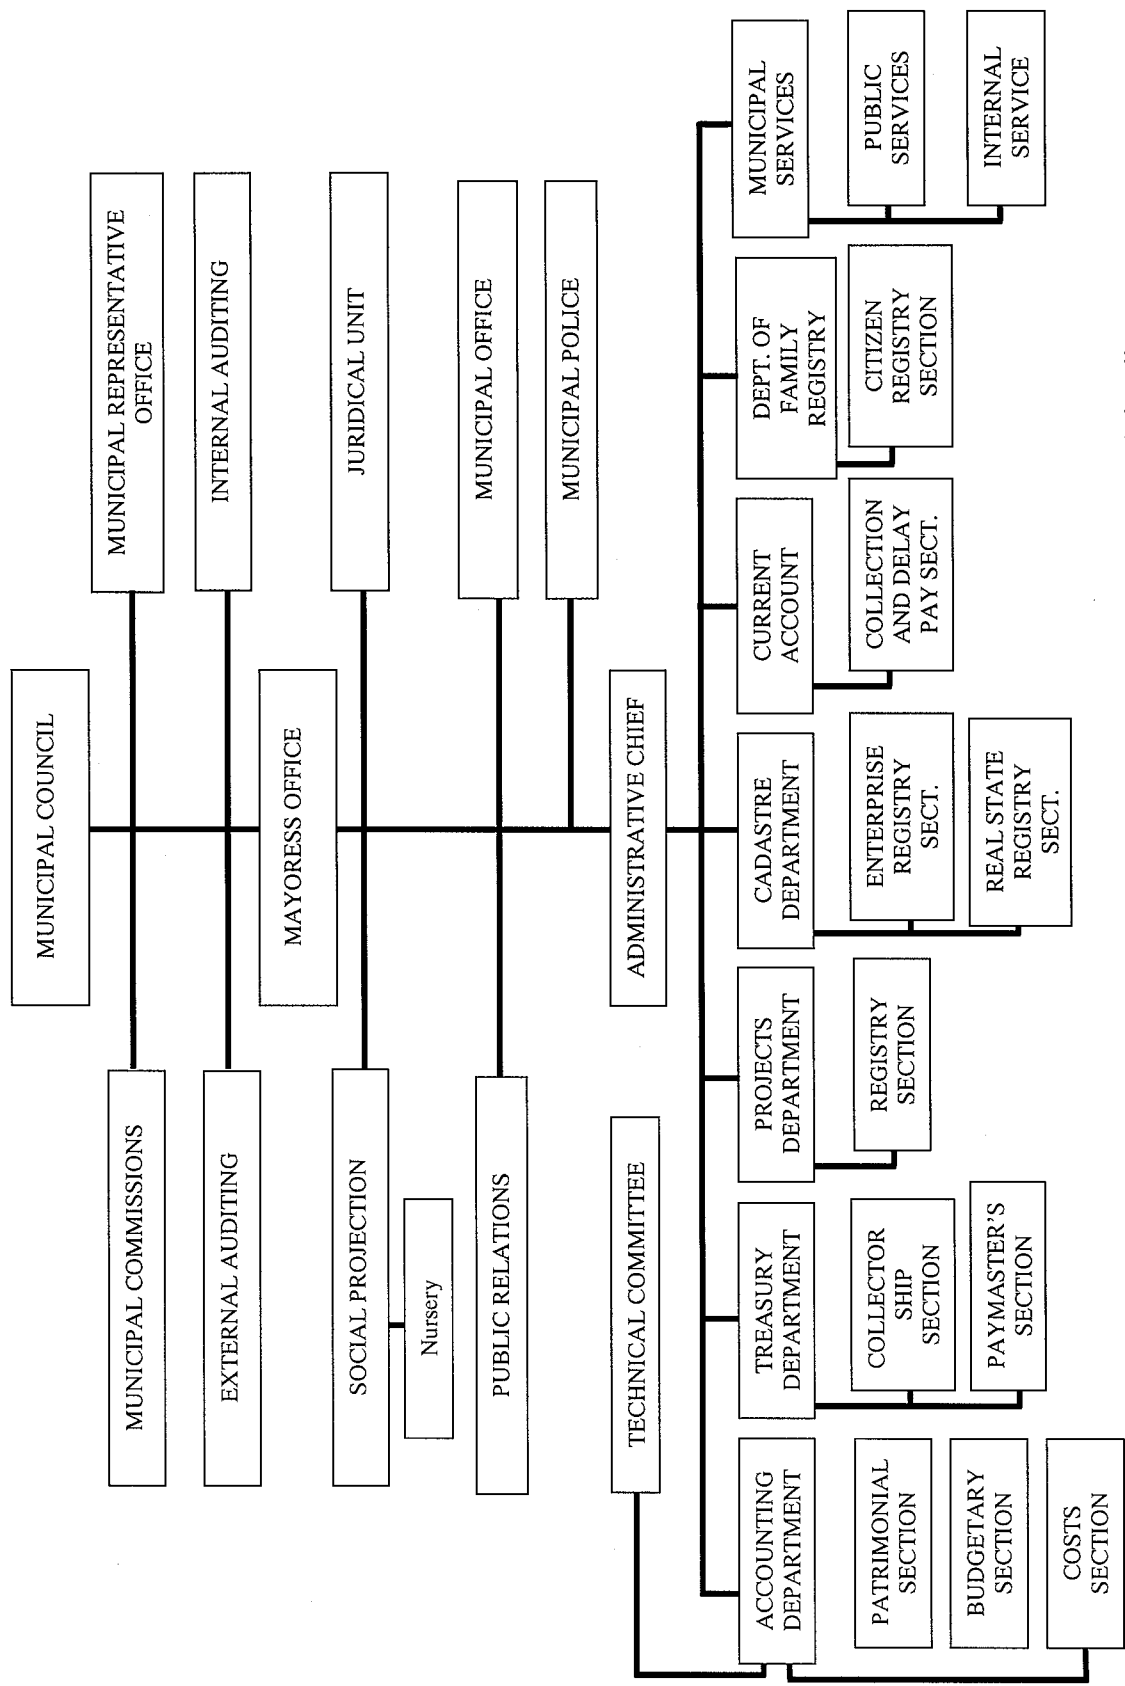 MUNICIPAL COUNCIL
MUNICIPAL COMMISSIONS
MUNICIPAL REPRESENTATIVE
OFFICE
EXTERNAL AUDITING
INTERNAL AUDITING
MAYORESS OFFICE
SOCIAL PROJECTION
JURIDICAL UNIT
Nursery
PUBLIC RELATIONS
MUNICIPAL OFFICE
MUNICIPAL POLICE
TECHNICAL COMMITTEE
ADMINISTRATIVE CHIEF
ACCOUNTING
DEPARTMENT
PATRIMONIAL
SECTION
BUDGETARY
SECTION
COSTS
SECTION
TREASURY
DEPARTMENT
COLLECTOR
SHIP
SECTION
PAYMASTER'S
SECTION
PROJECTS
DEPARTMENT
REGISTRY
SECTION
CADASTRE
DEPARTMENT
ENTERPRISE
REGISTRY
SECT.
REAL STATE
REGISTRY
SECT.
CURRENT
ACCOUNT
COLLECTION
AND DELAY
PAY SECT.
DEPT. OF
FAMILY
REGISTRY
CITIZEN
REGISTRY
SECTION
MUNICIPAL
SERVICES
PUBLIC
SERVICES
INTERNAL
SERVICE